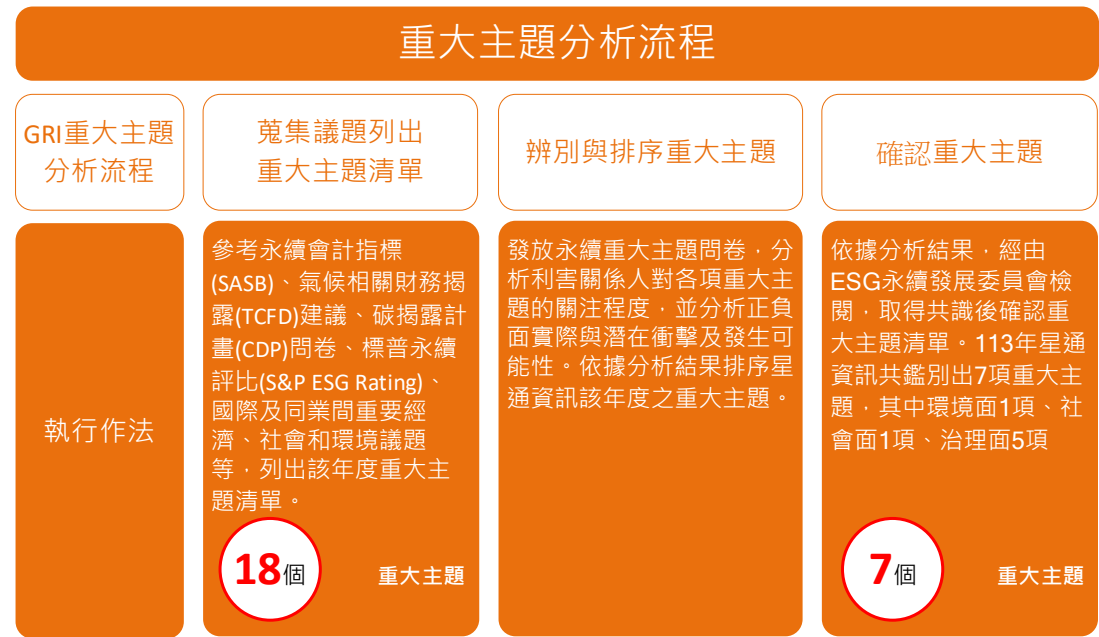 重大主題分析流程
GRI重大主題
分析流程
蒐集議題列出
重大主題清單
辨別與排序重大主題
確認重大主題
執行作法
參考永續會計指標
(SASB)、氣候相關財務揭
露(TCFD)建議、碳揭露計
畫(CDP)問卷、標普永續
評比(S&P ESG Rating)、
國際及同業間重要經
濟、社會和環境議題
等，列出該年度重大主
題清單。
18個
重大主題
發放永續重大主題問卷，分
析利害關係人對各項重大主
題的關注程度，並分析正負
面實際與潛在衝擊及發生可
能性。依據分析結果排序星
通資訊該年度之重大主題。
依據分析結果，經由
ESG永續發展委員會檢
閱，取得共識後確認重
大主題清單。113年星通
資訊共鑑別出7項重大主
題，其中環境面1項、社
會面1項、治理面5項
7個
重大主題